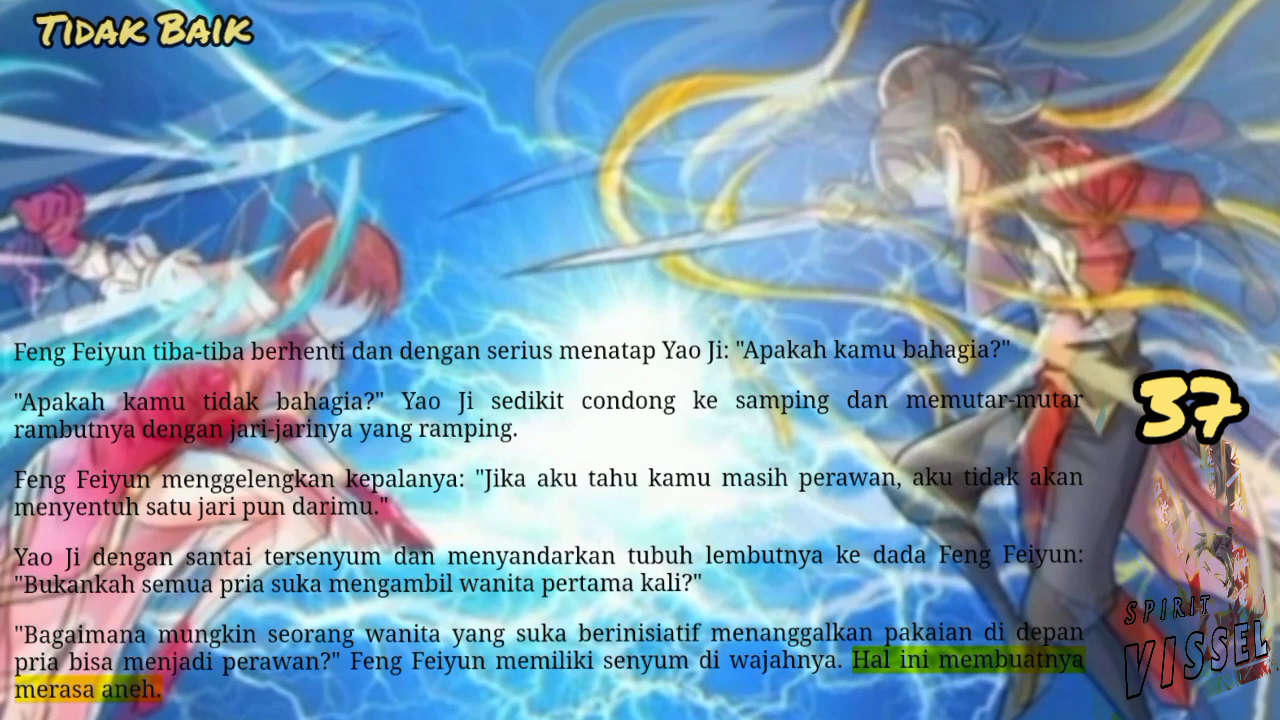 Tidak Baik
Feng Feiyun tiba-tiba berhenti dan dengan serius menatap Yao Ji: "Apakah kamu bahagia?"
"Apakah kamu tidak bahagia?" Yao Ji sedikit condong ke samping dan memutar-mutar
rambutnya dengan jari-jarinya yang ramping.
37
Feng Feiyun menggelengkan kepalanya: "Jika aku tahu kamu masih perawan, aku tidak akan
menyentuh satu jari pun darimu."
Yao Ji dengan santai tersenyum dan menyandarkan tubuh lembutnya ke dada Feng Feiyun:
"Bukankah semua pria suka mengambil wanita pertama kali?"
"Bagaimana mungkin seorang wanita yang suka berinisiatif menanggalkan pakaian di depan
pria bisa menjadi perawan?" Feng Feiyun memiliki senyum di wajahnya. Hal ini membuatnya
merasa aneh.
SPIRIT
VISSEL